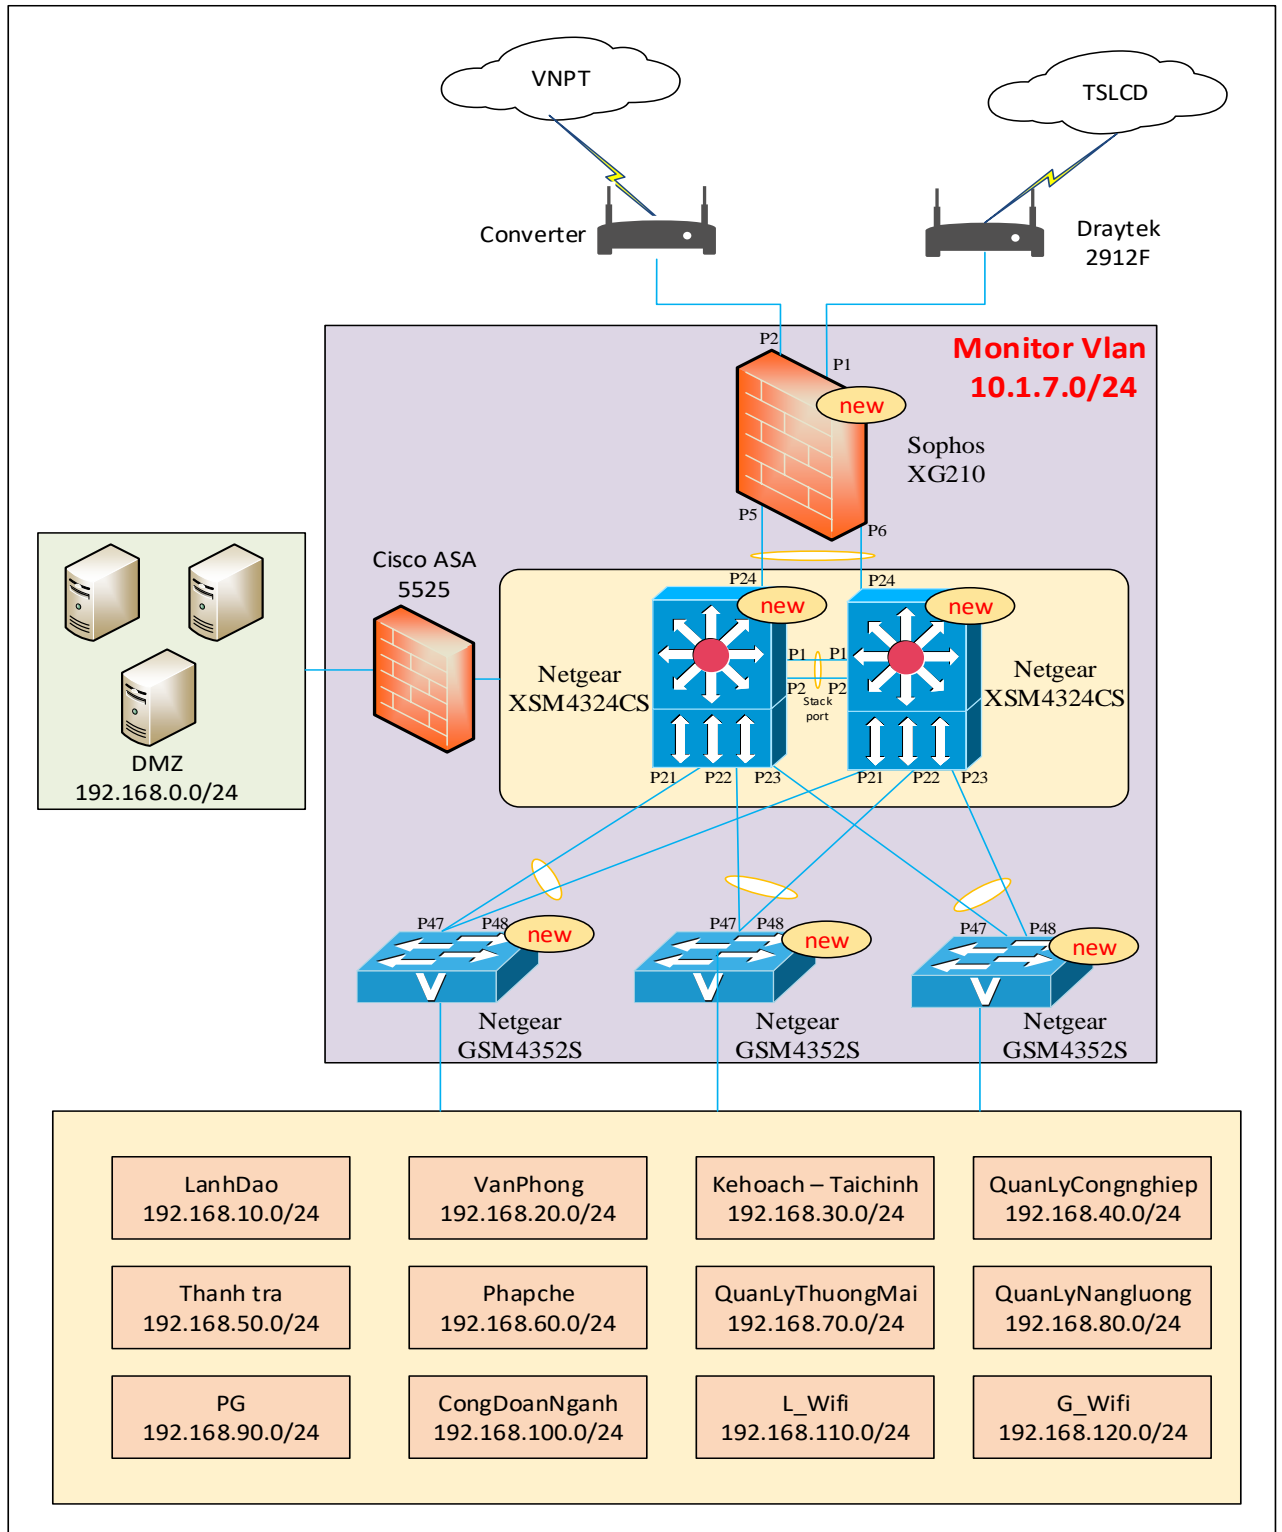 VNPT
TSLCD
Converter
Draytek
2912F
P2
P1
Monitor Vlan
10.1.7.0/24
new
Sophos
XG210
P5
P6
Cisco ASA
5525
P24
P24
new
new
Netgear
XSM4324CS
P1
P1
P2
P2
Stack
port
Netgear
XSM4324CS
DMZ
192.168.0.0/24
P21
P22
P23
P21
P22
P23
P47
P48
new
P47
P48
new
P47
P48
new
Netgear
GSM4352S
Netgear
GSM4352S
Netgear
GSM4352S
LanhDao
192.168.10.0/24
VanPhong
192.168.20.0/24
Kehoach – Taichinh
192.168.30.0/24
QuanLyCongnghiep
192.168.40.0/24
Thanh tra
192.168.50.0/24
Phapche
192.168.60.0/24
QuanLyThuongMai
192.168.70.0/24
QuanLyNangluong
192.168.80.0/24
PG
192.168.90.0/24
CongDoanNganh
192.168.100.0/24
L_Wifi
192.168.110.0/24
G_Wifi
192.168.120.0/24